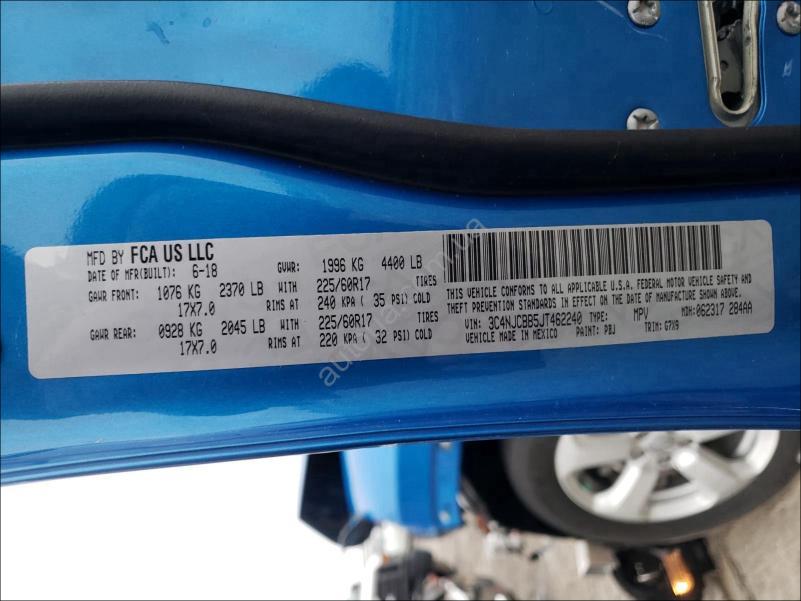 MFD BY FCA US LLC
DATE OF MFR(BUILT): 6-18 GVWR: 1996 KG 4400 LB
GAWR FRONT: 1076 KG 2370 LB WITH 225/60R17 TIRES
17X7.0 RIMS AT 240 KPA ( 35 PSI) COLD
GAWR REAR: 0928 KG 2045 LB WITH 225/60R17 TIRES
17X7.0 RIMS AT 220 KPA ( 32 PSI) COLD
THIS VEHICLE CONFORMS TO ALL APPLICABLE U.S.A. FEDERAL MOTOR VEHICLE SAFETY AND
THEFT PREVENTION STANDARDS IN EFFECT ON THE DATE OF MANUFACTURE SHOWN ABOVE.
VIN: 3C4NJCBB5JT462240 TYPE: MPV MDH:062317 284AA
VEHICLE MADE IN MEXICO PAINT: PBJ TRIM: G7X9